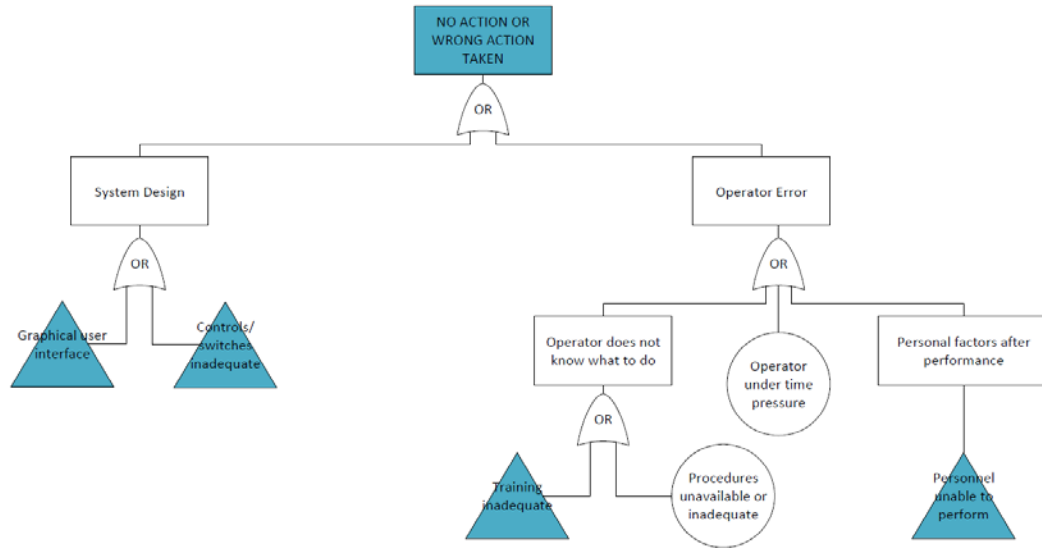 NO ACTION OR
WRONG ACTION
TAKEN
OR
System Design
Operator Error
OR
OR
Graphical user
interface
Controls/
switches
inadequate
Operator does not
know what to do
Operator
under time
pressure
Personal factors after
performance
OR
Training
inadequate
Procedures
unavailable or
inadequate
Personnel
unable to
perform